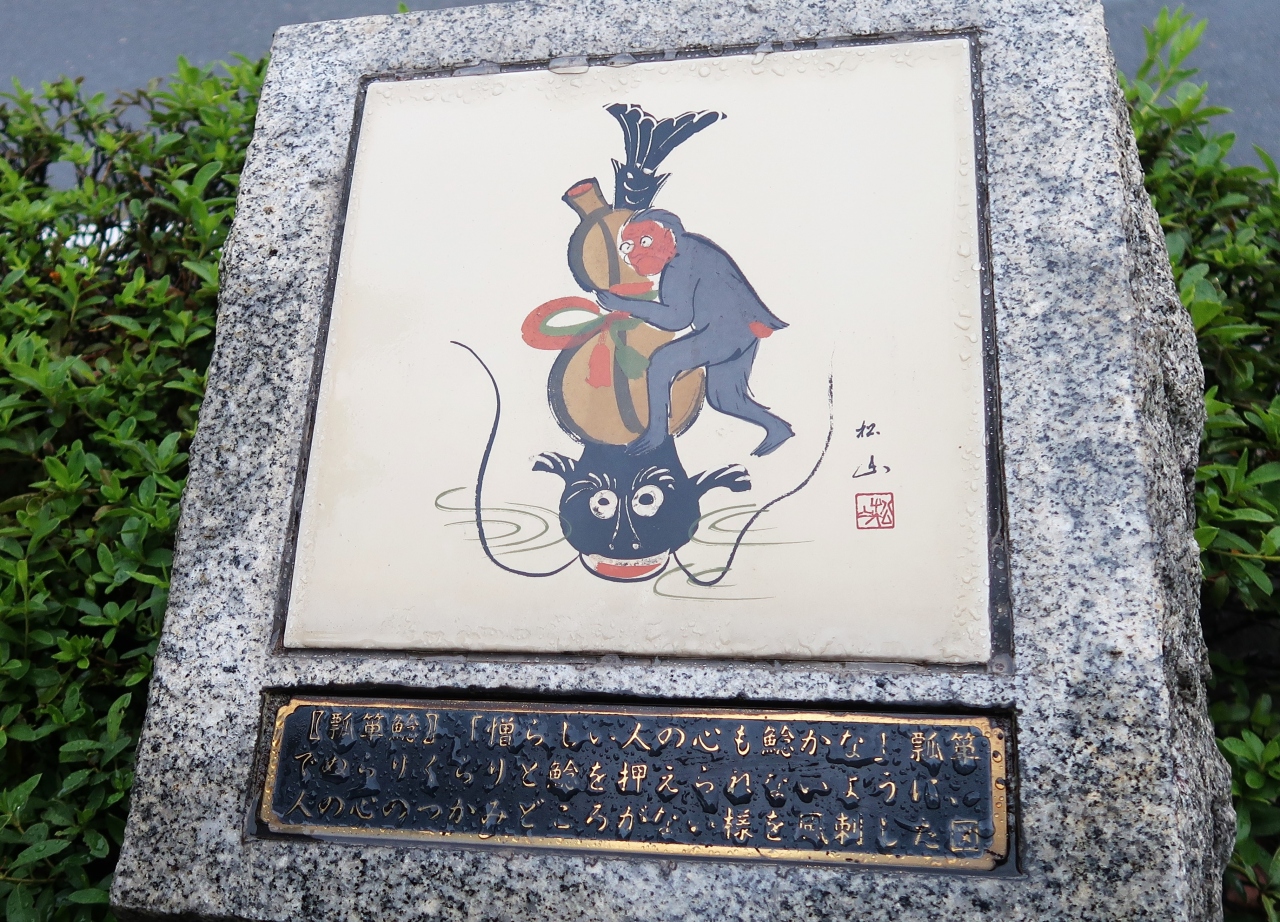 松山
松山
〖瓢箪鯰〗「憎らしい人の心も鯰かな」瓢箪
でぬらりくらりと鯰を押えられないように、
人の心のつかみどころがない様を風刺した図